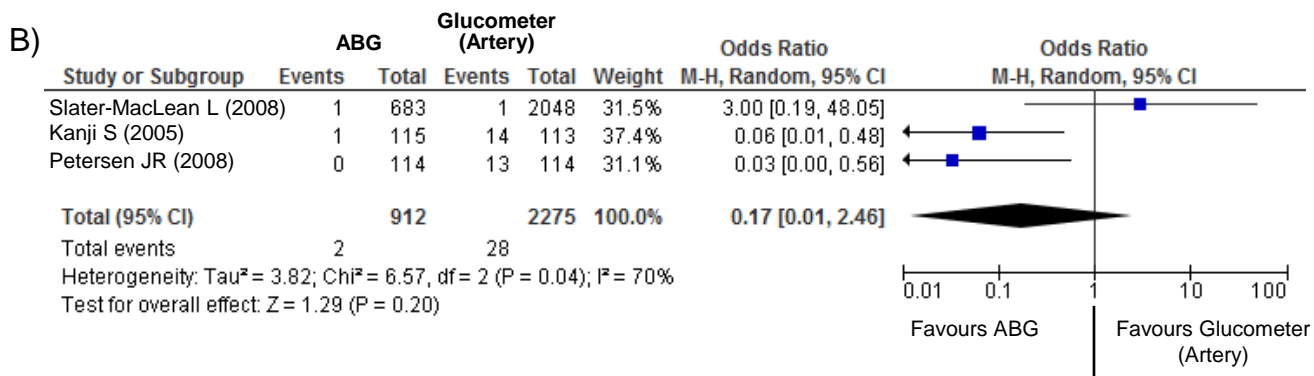 B)
ABG Glucometer (Artery) Odds Ratio Odds Ratio
Study or Subgroup Events Total Events Total Weight M-H, Random, 95% CI M-H, Random, 95% CI
Slater-MacLean L (2008) 1 683 1 2048 31.5% 3.00 [0.19, 48.05]
Kanji S (2005) 1 115 14 113 37.4% 0.06 [0.01, 0.48]
Petersen JR (2008) 0 114 13 114 31.1% 0.03 [0.00, 0.56]
Total (95% CI) 912 2275 100.0% 0.17 [0.01, 2.46]
Total events 2 28
Heterogeneity: Tau² = 3.82; Chi² = 6.57, df = 2 (P = 0.04); I² = 70%
Test for overall effect: Z = 1.29 (P = 0.20)
0.01 0.1 1 10 100
Favours ABG Favours Glucometer
(Artery)